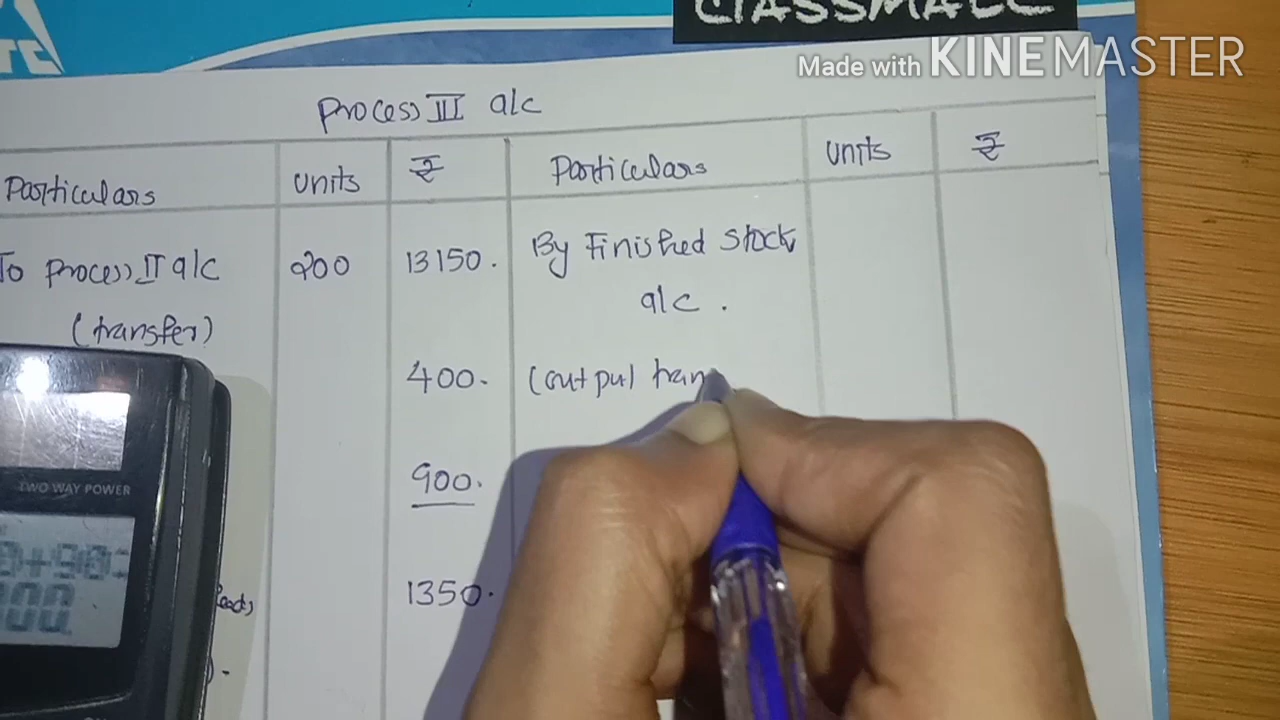 CLASSMATE
Made with KINEMASTER
Process III a/c
Particulars units ₹ Particulars units ₹
To Process II a/c 200 13150. By Finished Stock
(transfer) a/c.
400. (output tran
TWO WAY POWER
900.
1350.